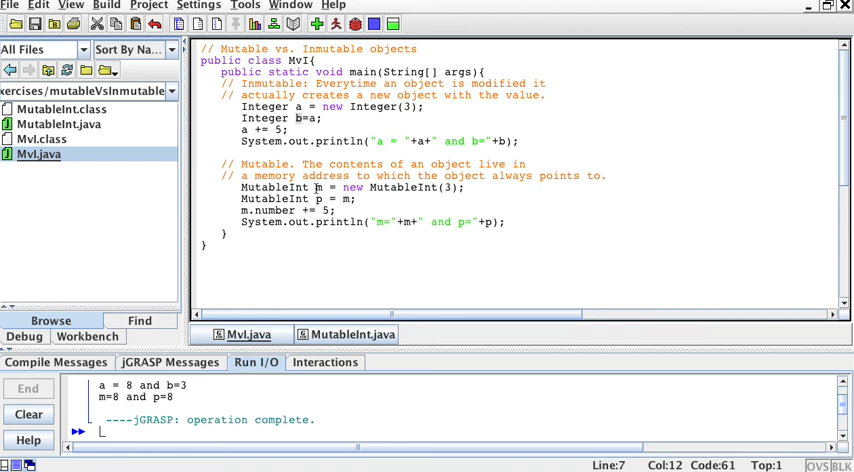 File Edit View Build Project Settings Tools Window Help
All Files Sort By Na...
xercises/mutableVsInmutable
MutableInt.class
MutableInt.java
MvI.class
MvI.java
Browse Find
Debug Workbench
// Mutable vs. Inmutable objects
public class MvI{
public static void main(String[] args){
// Inmutable: Everytime an object is modified it
// actually creates a new object with the value.
Integer a = new Integer(3);
Integer b=a;
a += 5;
System.out.println("a = "+a+" and b="+b);
// Mutable. The contents of an object live in
// a memory address to which the object always points to.
MutableInt m = new MutableInt(3);
MutableInt p = m;
m.number += 5;
System.out.println("m="+m+" and p="+p);
}
}
MvI.java MutableInt.java
Compile Messages jGRASP Messages Run I/O Interactions
End
Clear
Help
a = 8 and b=3
m=8 and p=8
----jGRASP: operation complete.
Line:7 Col:12 Code:61 Top:1 OVS BLK